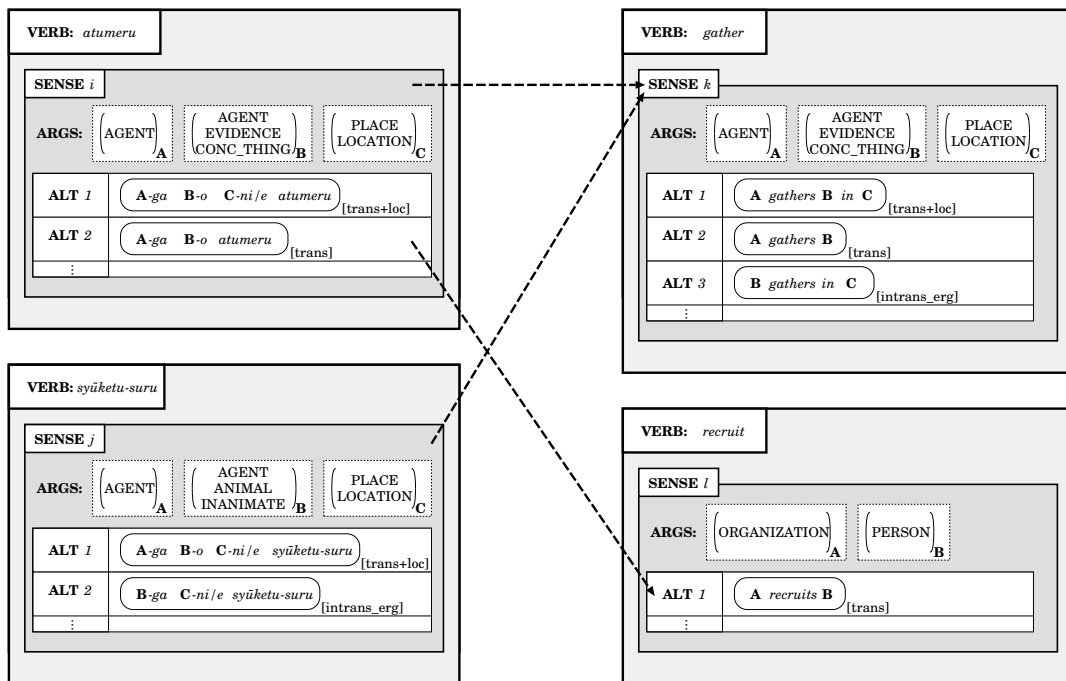 VERB: atumeru
SENSE i
ARGS: (AGENT)A (AGENT EVIDENCE CONC_THING)B (PLACE LOCATION)C
ALT 1 A-ga B-o C-ni/e atumeru [trans+loc]
ALT 2 A-ga B-o atumeru [trans]
⋮
VERB: syūketu-suru
SENSE j
ARGS: (AGENT)A (AGENT ANIMAL INANIMATE)B (PLACE LOCATION)C
ALT 1 A-ga B-o C-ni/e syūketu-suru [trans+loc]
ALT 2 B-ga C-ni/e syūketu-suru [intrans_erg]
⋮
VERB: gather
SENSE k
ARGS: (AGENT)A (AGENT EVIDENCE CONC_THING)B (PLACE LOCATION)C
ALT 1 A gathers B in C [trans+loc]
ALT 2 A gathers B [trans]
ALT 3 B gathers in C [intrans_erg]
⋮
VERB: recruit
SENSE l
ARGS: (ORGANIZATION)A (PERSON)B
ALT 1 A recruits B [trans]
⋮